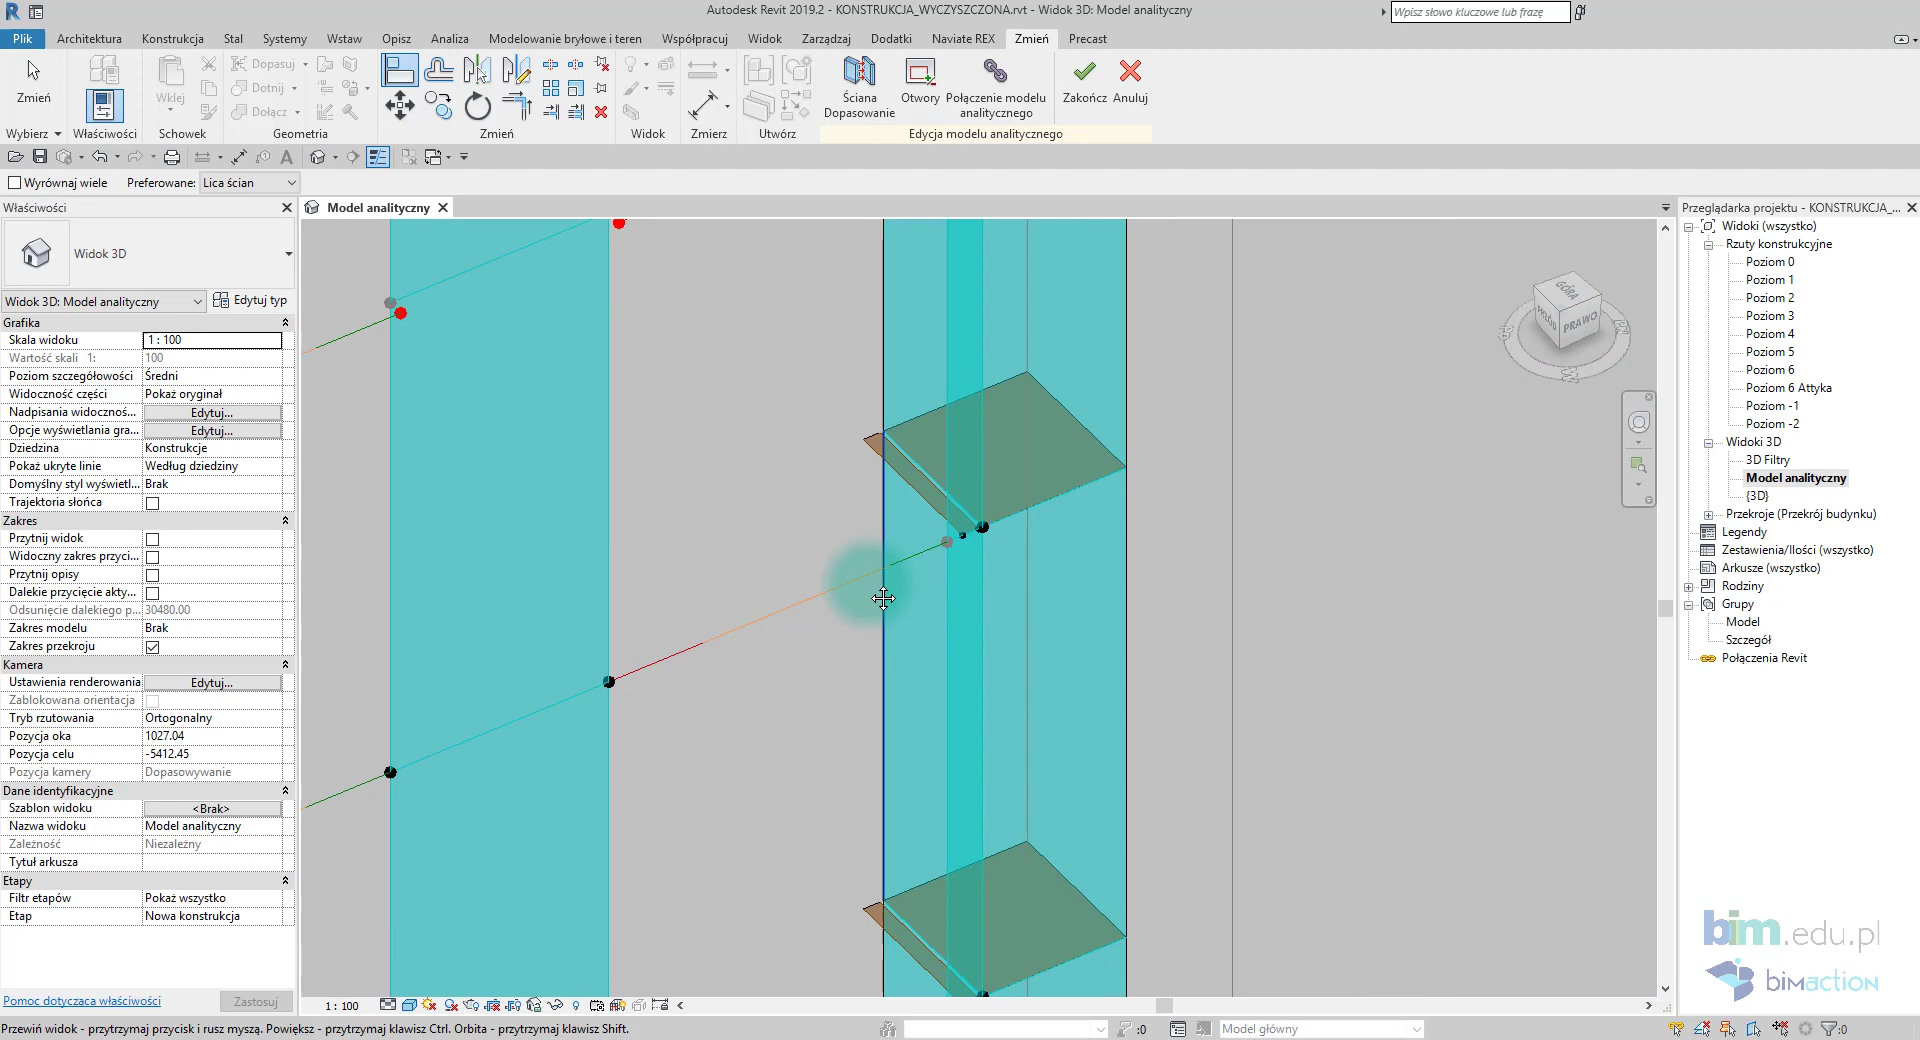 Autodesk Revit 2019.2 - KONSTRUKCJA_WYCZYSZCZONA.rvt - Widok 3D: Model analityczny
Wpisz słowo kluczowe lub frazę
Plik Architektura Konstrukcja Stal Systemy Wstaw Opisz Analiza Modelowanie bryłowe i teren Współpracuj Widok Zarządzaj Dodatki Naviate REX Zmień Precast
Zmień
Wklej
Dopasuj
Dotnij
Dołącz
Ściana Dopasowanie
Otwory
Połączenie modelu analitycznego
Zakończ
Anuluj
Wybierz Właściwości Schowek Geometria Zmień Widok Zmierz Utwórz Edycja modelu analitycznego
Wyrównaj wiele Preferowane: Lica ścian
Właściwości
Widok 3D
Widok 3D: Model analityczny Edytuj typ
Grafika
Skala widoku 1 : 100
Wartość skali 1: 100
Poziom szczegółowości Średni
Widoczność części Pokaż oryginał
Nadpisania widocznoś... Edytuj...
Opcje wyświetlania gra... Edytuj...
Dziedzina Konstrukcje
Pokaż ukryte linie Według dziedziny
Domyślny styl wyświetl... Brak
Trajektoria słońca
Zakres
Przytnij widok
Widoczny zakres przyci...
Przytnij opisy
Dalekie przycięcie akty...
Odsunięcie dalekiego p... 30480.00
Zakres modelu Brak
Zakres przekroju
Kamera
Ustawienia renderowania Edytuj...
Zablokowana orientacja
Tryb rzutowania Ortogonalny
Pozycja oka 1027.04
Pozycja celu -5412.45
Pozycja kamery Dopasowywanie
Dane identyfikacyjne
Szablon widoku <Brak>
Nazwa widoku Model analityczny
Zależność Niezależny
Tytuł arkusza
Etapy
Filtr etapów Pokaż wszystko
Etap Nowa konstrukcja
Pomoc dotycząca właściwości Zastosuj
Model analityczny
GÓRA
PRZÓD
PRAWO
1 : 100
Przeglądarka projektu - KONSTRUKCJA_...
Widoki (wszystko)
Rzuty konstrukcyjne
Poziom 0
Poziom 1
Poziom 2
Poziom 3
Poziom 4
Poziom 5
Poziom 6
Poziom 6 Attyka
Poziom -1
Poziom -2
Widoki 3D
3D Filtry
Model analityczny
{3D}
Przekroje (Przekrój budynku)
Legendy
Zestawienia/Ilości (wszystko)
Arkusze (wszystko)
Rodziny
Grupy
Model
Szczegół
Połączenia Revit
bim.edu.pl
bimaction
Przewiń widok - przytrzymaj przycisk i rusz myszą. Powiększ - przytrzymaj klawisz Ctrl. Orbita - przytrzymaj klawisz Shift.
:0
Model główny
:0